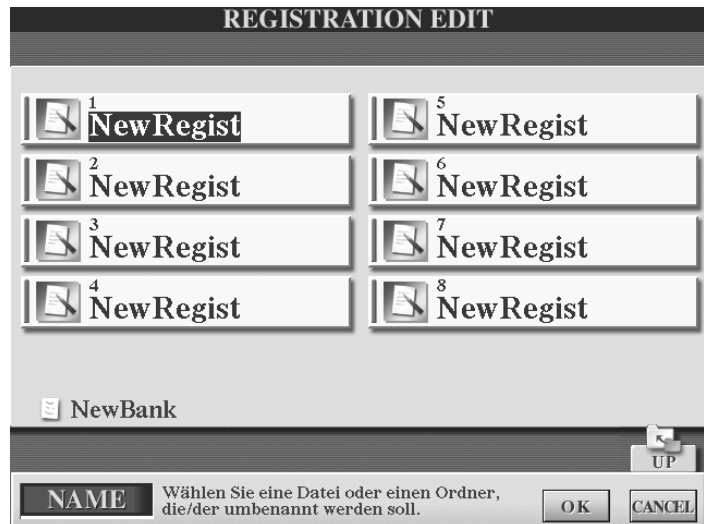 REGISTRATION EDIT
1
NewRegist
2
NewRegist
3
NewRegist
4
NewRegist
5
NewRegist
6
NewRegist
7
NewRegist
8
NewRegist
NewBank
UP
NAME
Wählen Sie eine Datei oder einen Ordner,
die/der umbenannt werden soll.
OK
CANCEL